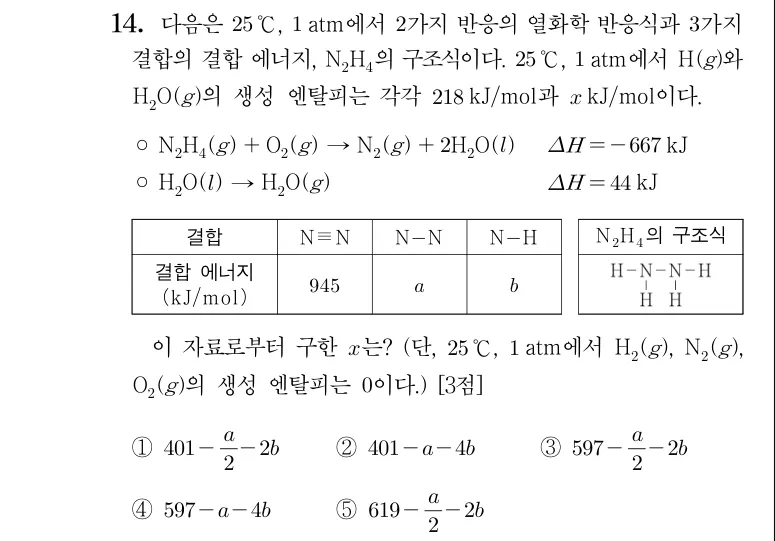 14. 다음은 25℃, 1 atm에서 2가지 반응의 열화학 반응식과 3가지
결합의 결합 에너지, N₂H₄의 구조식이다. 25℃, 1 atm에서 H(g)와
H₂O(g)의 생성 엔탈피는 각각 218 kJ/mol과 x kJ/mol이다.
○ N₂H₄(g) + O₂(g) → N₂(g) + 2H₂O(l) ΔH = −667 kJ
○ H₂O(l) → H₂O(g) ΔH = 44 kJ
결합 N≡N N−N N−H
결합 에너지
(kJ/mol) 945 a b
N₂H₄의 구조식
H−N−N−H
| |
H H
이 자료로부터 구한 x는? (단, 25℃, 1 atm에서 H₂(g), N₂(g),
O₂(g)의 생성 엔탈피는 0이다.) [3점]
① 401 − a/2 − 2b ② 401 − a − 4b ③ 597 − a/2 − 2b
④ 597 − a − 4b ⑤ 619 − a/2 − 2b